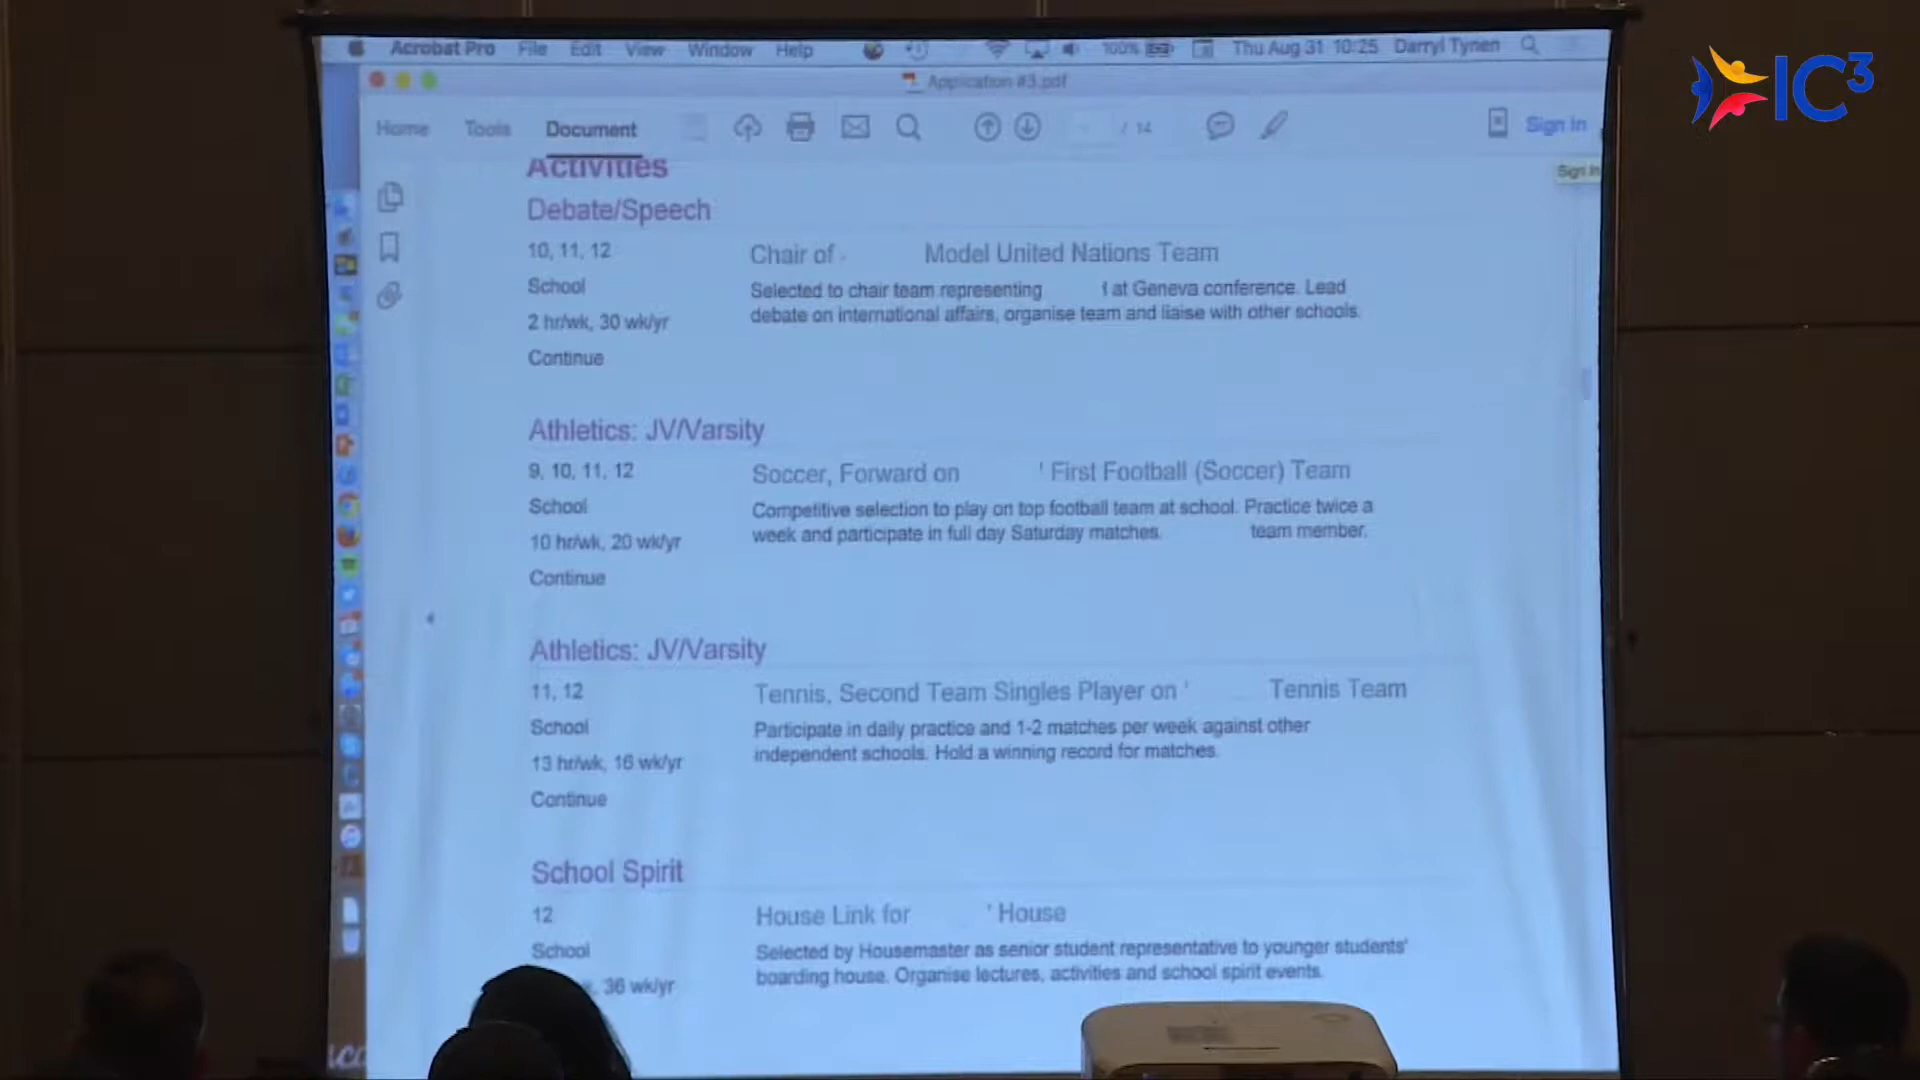 Acrobat Pro File Edit View Window Help 100% Thu Aug 31 10:25 Darryl Tynen
Application #3.pdf
IC3
Home Tools Document / 14 Sign In
Sign In
Activities
Debate/Speech
10, 11, 12
Chair of Model United Nations Team
School
Selected to chair team representing at Geneva conference. Lead
debate on international affairs, organise team and liaise with other schools.
2 hr/wk, 30 wk/yr
Continue
Athletics: JV/Varsity
9, 10, 11, 12
Soccer, Forward on ' First Football (Soccer) Team
School
Competitive selection to play on top football team at school. Practice twice a
week and participate in full day Saturday matches. team member.
10 hr/wk, 20 wk/yr
Continue
Athletics: JV/Varsity
11, 12
Tennis, Second Team Singles Player on ' Tennis Team
School
Participate in daily practice and 1-2 matches per week against other
independent schools. Hold a winning record for matches.
13 hr/wk, 16 wk/yr
Continue
School Spirit
12
House Link for ' House
School
Selected by Housemaster as senior student representative to younger students'
boarding house. Organise lectures, activities and school spirit events.
36 wk/yr